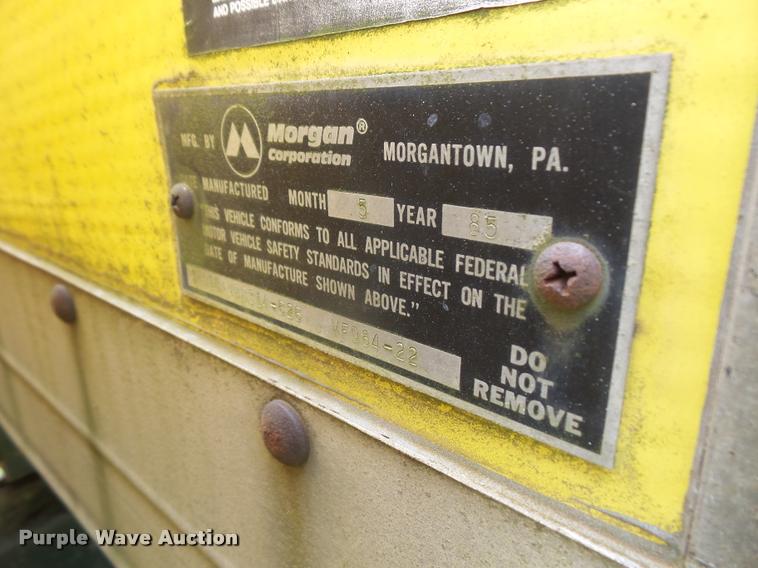 AND POSSIBLE
MFG. BY Morgan® Corporation MORGANTOWN, PA.
MANUFACTURED MONTH 5 YEAR 85
THIS VEHICLE CONFORMS TO ALL APPLICABLE FEDERAL
MOTOR VEHICLE SAFETY STANDARDS IN EFFECT ON THE
DATE OF MANUFACTURE SHOWN ABOVE."
DO
NOT
REMOVE
Purple Wave Auction